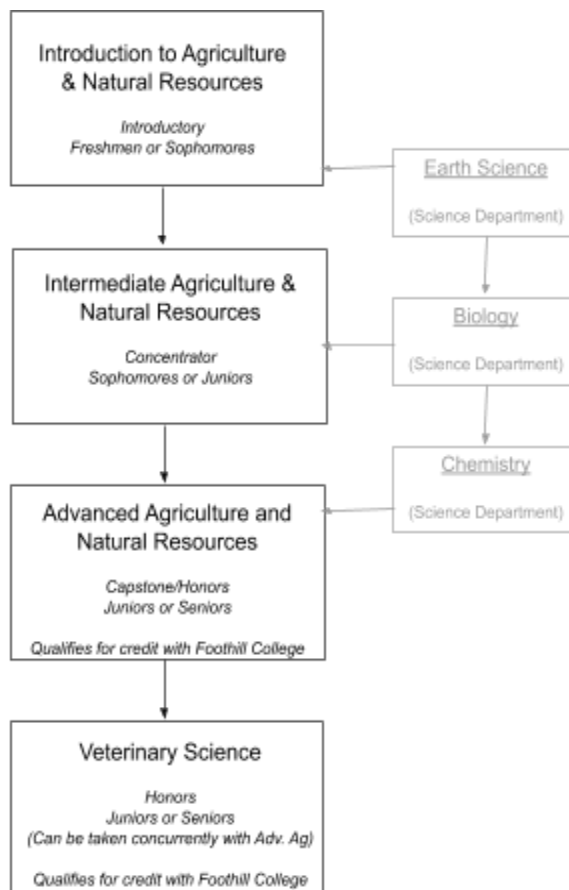 Introduction to Agriculture
& Natural Resources
Introductory
Freshmen or Sophomores
Earth Science
(Science Department)
Intermediate Agriculture &
Natural Resources
Concentrator
Sophomores or Juniors
Biology
(Science Department)
Chemistry
(Science Department)
Advanced Agriculture and
Natural Resources
Capstone/Honors
Juniors or Seniors
Qualifies for credit with Foothill College
Veterinary Science
Honors
Juniors or Seniors
(Can be taken concurrently with Adv. Ag)
Qualifies for credit with Foothill College